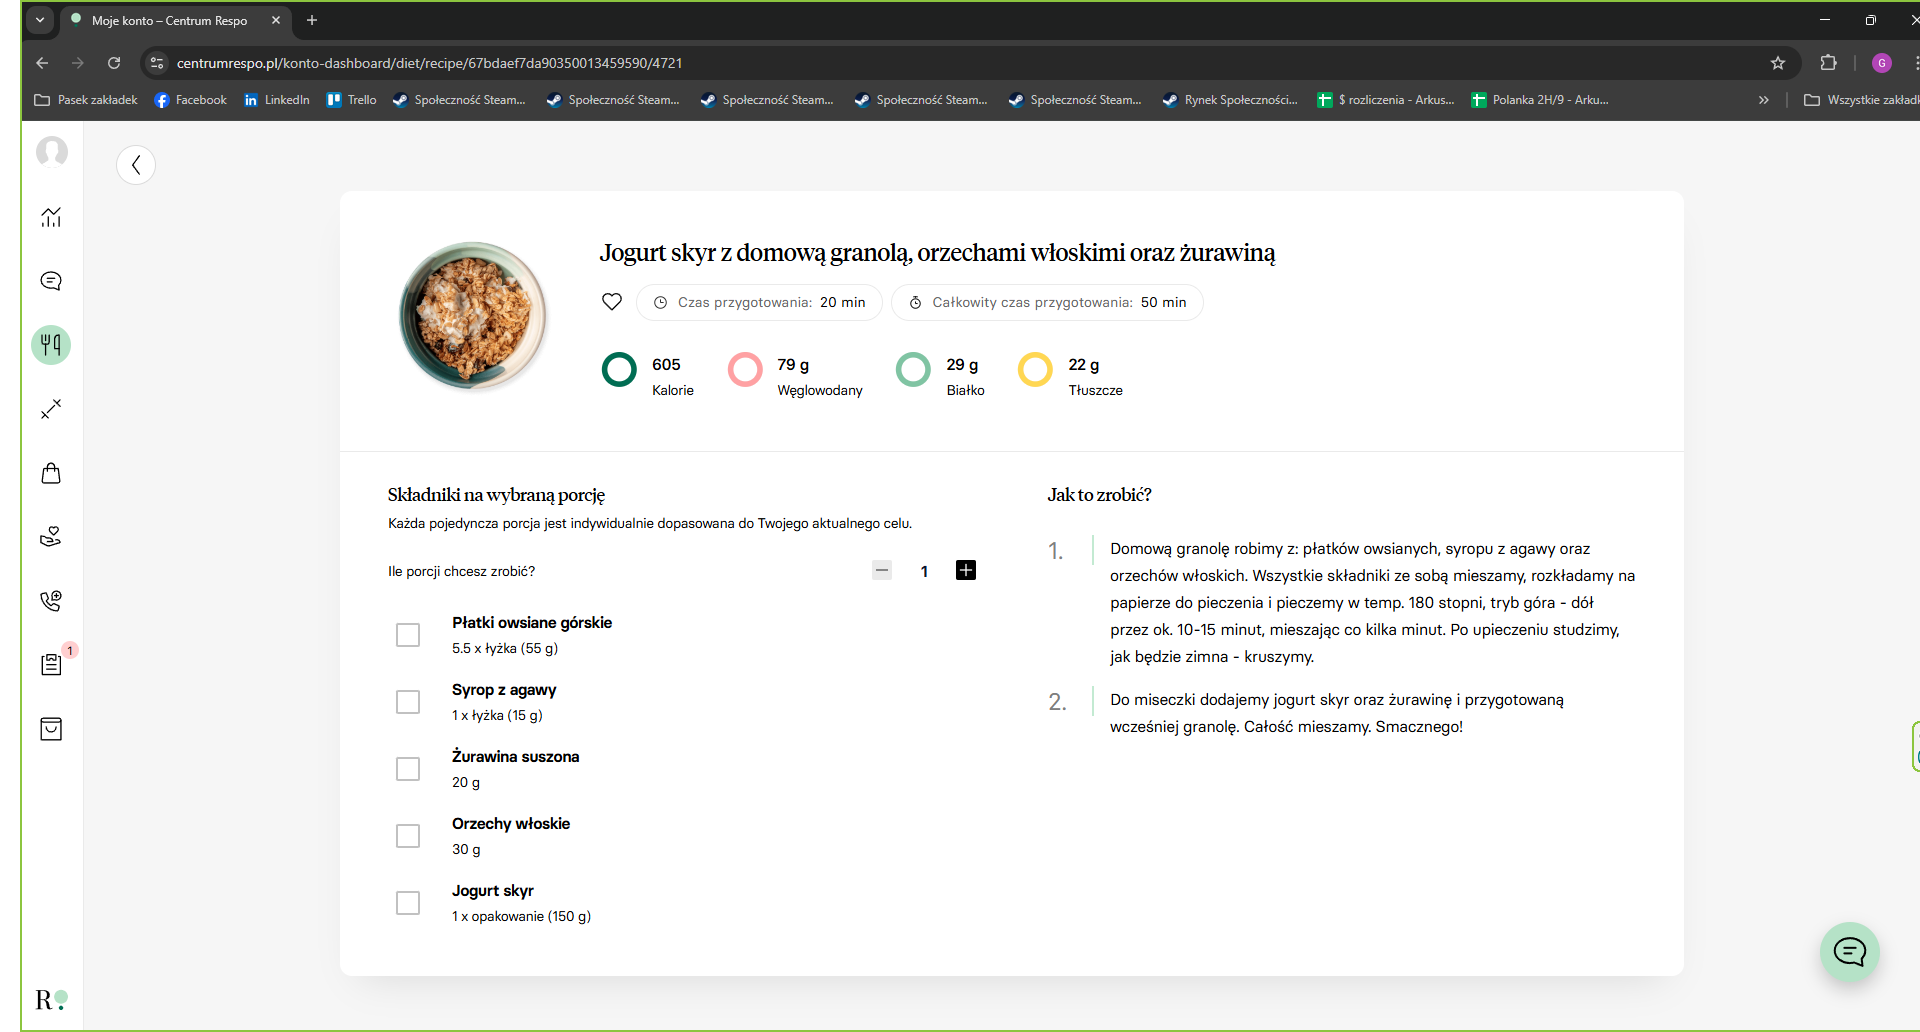 Moje konto – Centrum Respo
centrumrespo.pl/konto-dashboard/diet/recipe/67bdaef7da90350013459590/4721
G
Pasek zakładek
Facebook
LinkedIn
Trello
Społeczność Steam...
Społeczność Steam...
Społeczność Steam...
Społeczność Steam...
Społeczność Steam...
Rynek Społeczności...
$ rozliczenia - Arkus...
Polanka 2H/9 - Arku...
Wszystkie zakład
Jogurt skyr z domową granolą, orzechami włoskimi oraz żurawiną
Czas przygotowania: 20 min
Całkowity czas przygotowania: 50 min
605
Kalorie
79 g
Węglowodany
29 g
Białko
22 g
Tłuszcze
Składniki na wybraną porcję
Każda pojedyncza porcja jest indywidualnie dopasowana do Twojego aktualnego celu.
Ile porcji chcesz zrobić?
1
Płatki owsiane górskie
5.5 x łyżka (55 g)
Syrop z agawy
1 x łyżka (15 g)
Żurawina suszona
20 g
Orzechy włoskie
30 g
Jogurt skyr
1 x opakowanie (150 g)
Jak to zrobić?
1.
Domową granolę robimy z: płatków owsianych, syropu z agawy oraz
orzechów włoskich. Wszystkie składniki ze sobą mieszamy, rozkładamy na
papierze do pieczenia i pieczemy w temp. 180 stopni, tryb góra - dół
przez ok. 10-15 minut, mieszając co kilka minut. Po upieczeniu studzimy,
jak będzie zimna - kruszymy.
2.
Do miseczki dodajemy jogurt skyr oraz żurawinę i przygotowaną
wcześniej granolę. Całość mieszamy. Smacznego!
1
R